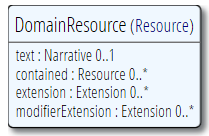 DomainResource (Resource)
text : Narrative 0..1
contained : Resource 0..*
extension : Extension 0..*
modifierExtension : Extension 0..*